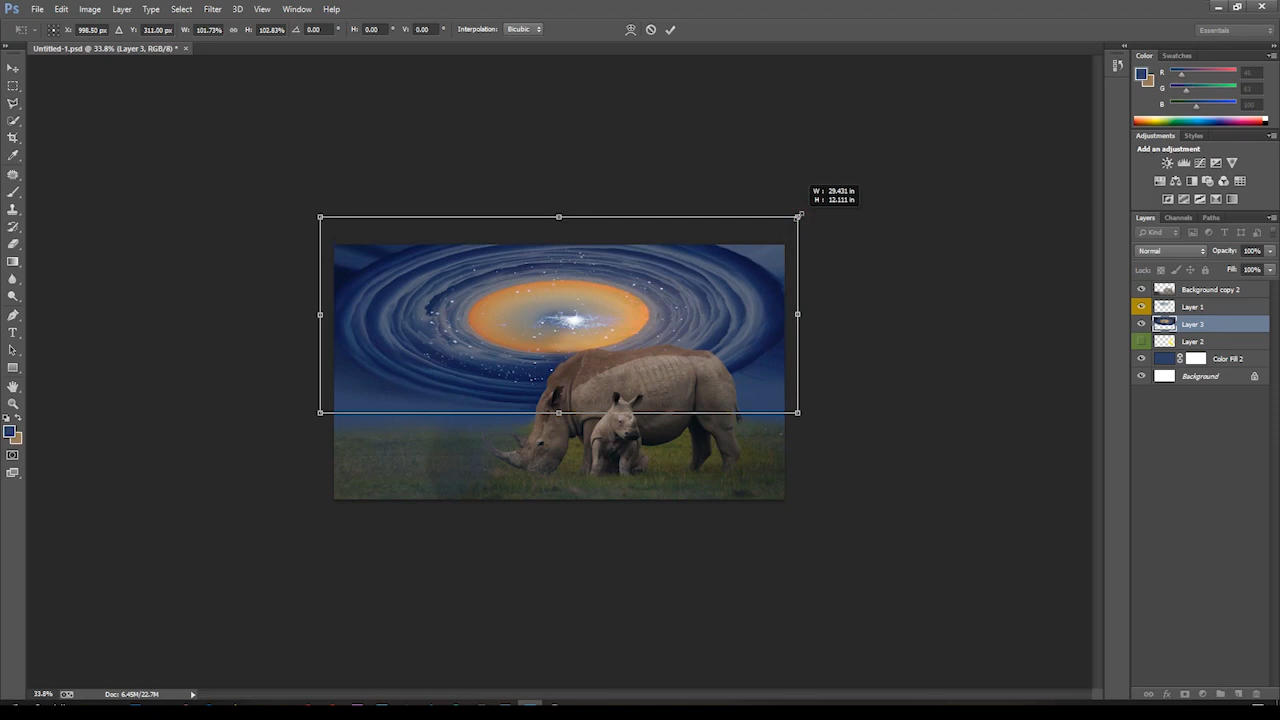 Ps File Edit Image Layer Type Select Filter 3D View Window Help
X: 998.50 px Y: 311.00 px W: 101.73% H: 102.83% 0.00 ° H: 0.00 ° V: 0.00 ° Interpolation: Bicubic Essentials
Untitled-1.psd @ 33.8% (Layer 3, RGB/8) * ×
Color Swatches
R 41
G 63
B 100
Adjustments Styles
Add an adjustment
W : 29.431 in
H : 12.111 in
Layers Channels Paths
Kind
Normal Opacity: 100%
Lock: Fill: 100%
Background copy 2
Layer 1
Layer 3
Layer 2
Color Fill 2
Background
33.8% Doc: 6.45M/22.7M
fx